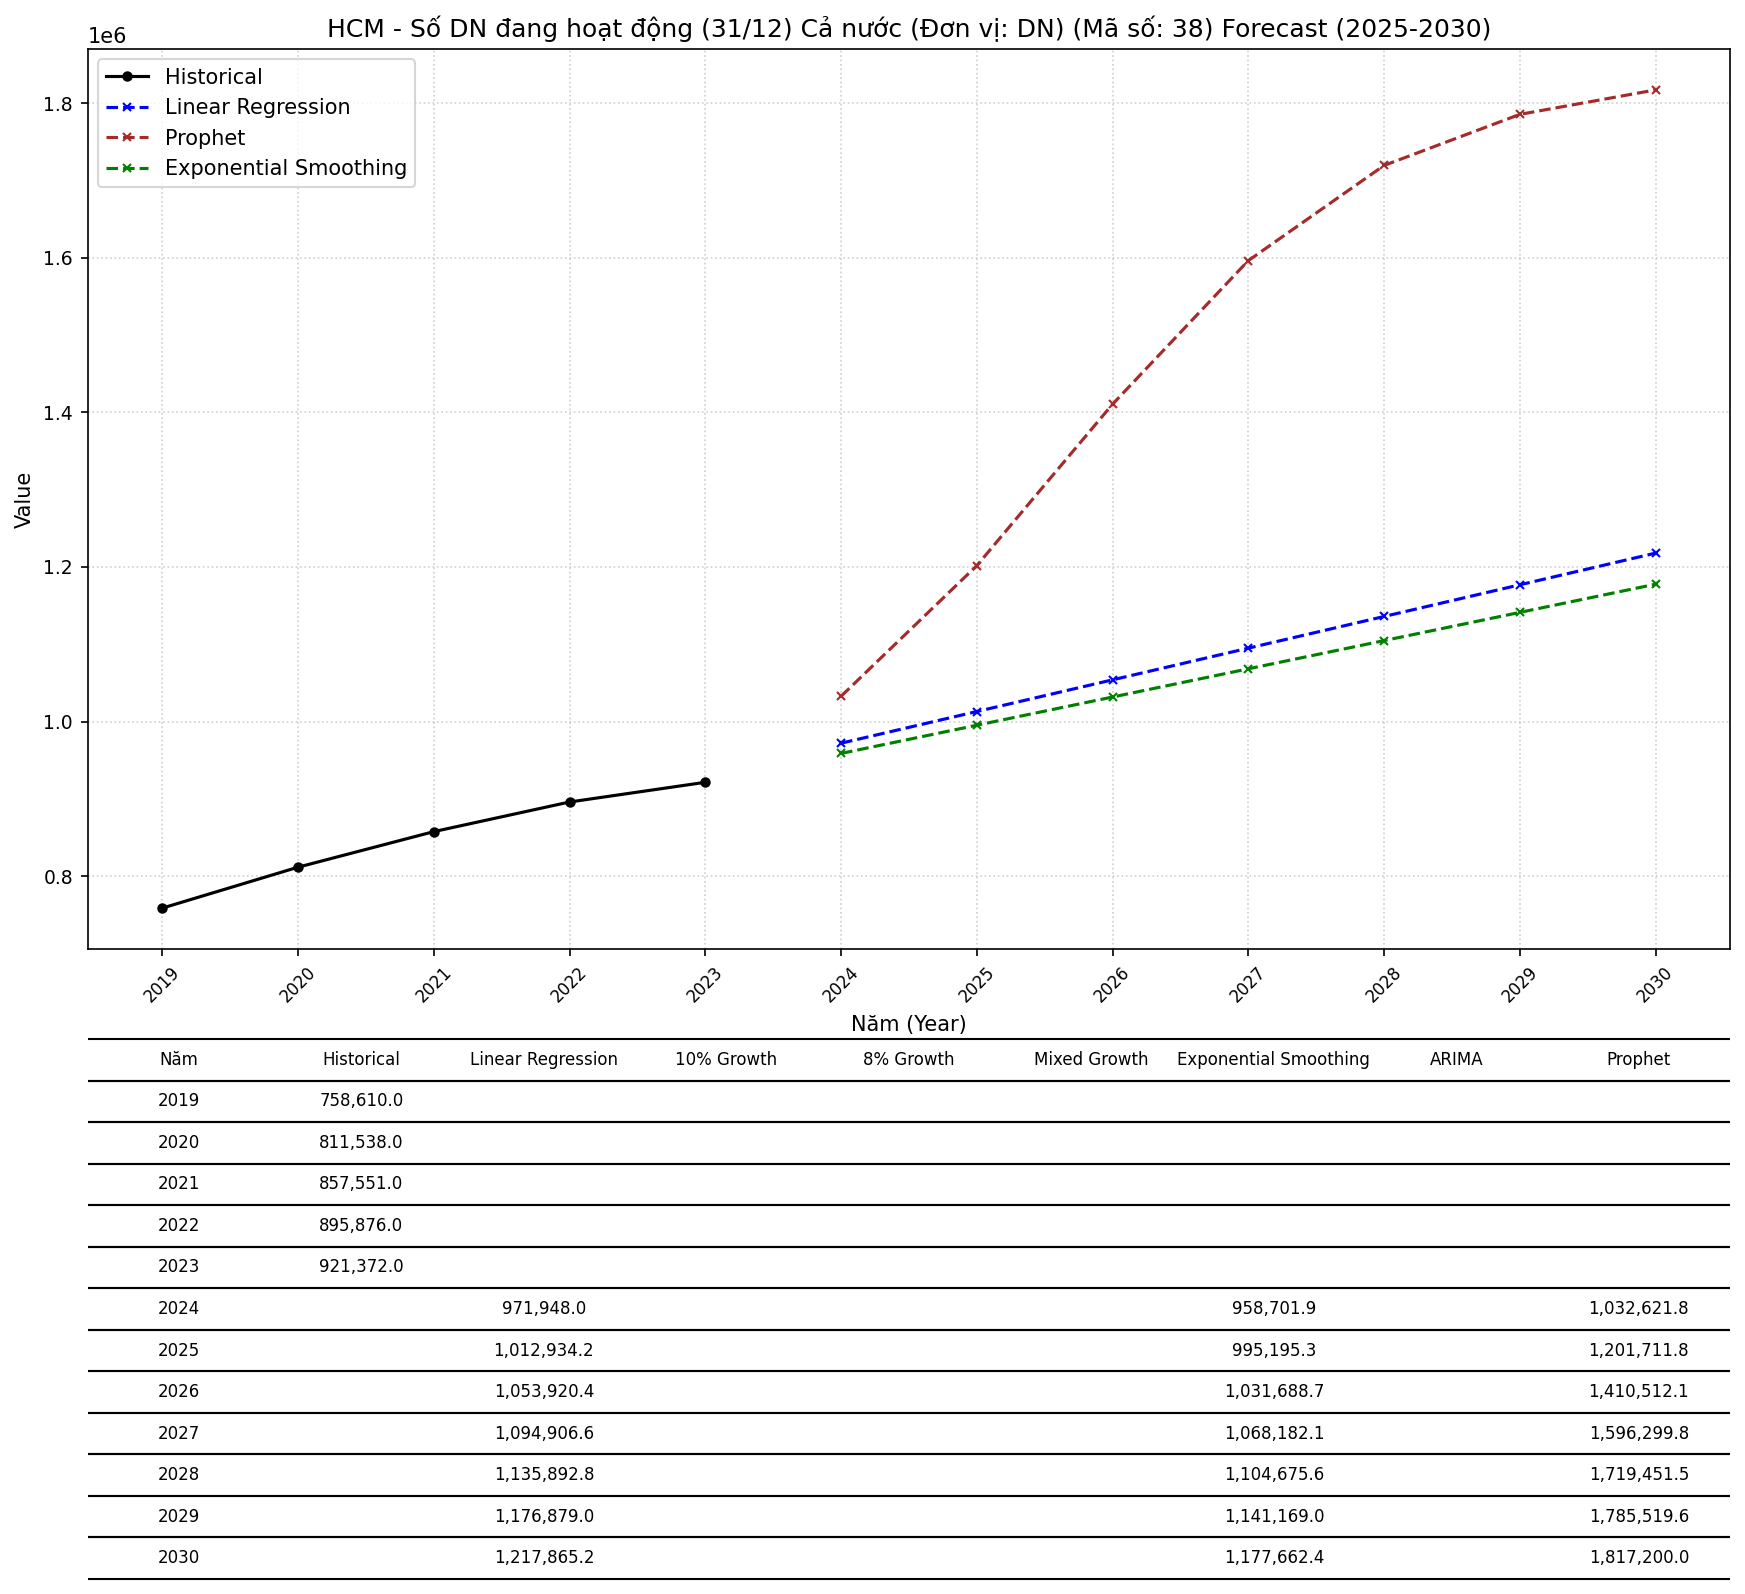 HCM - Số DN đang hoạt động (31/12) Cả nước (Đơn vị: DN) (Mã số: 38) Forecast (2025-2030)
1e6
Historical
Linear Regression
Prophet
Exponential Smoothing
1.8
1.6
1.4
1.2
1.0
0.8
Value
2019 2020 2021 2022 2023 2024 2025 2026 2027 2028 2029 2030
Năm (Year)
Năm Historical Linear Regression 10% Growth 8% Growth Mixed Growth Exponential Smoothing ARIMA Prophet
2019 758,610.0
2020 811,538.0
2021 857,551.0
2022 895,876.0
2023 921,372.0
2024 971,948.0 958,701.9 1,032,621.8
2025 1,012,934.2 995,195.3 1,201,711.8
2026 1,053,920.4 1,031,688.7 1,410,512.1
2027 1,094,906.6 1,068,182.1 1,596,299.8
2028 1,135,892.8 1,104,675.6 1,719,451.5
2029 1,176,879.0 1,141,169.0 1,785,519.6
2030 1,217,865.2 1,177,662.4 1,817,200.0